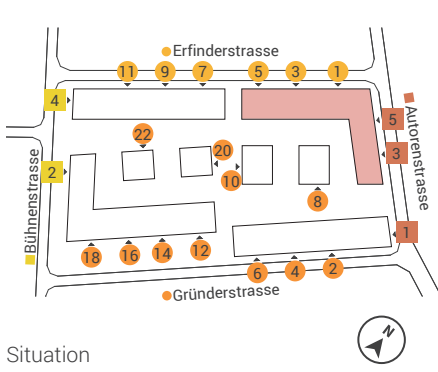 Erfinderstrasse
11 9 7 5 3 1
4
5
Autorenstrasse
22
20
3
2
10
8
Bühnenstrasse
1
18 16 14 12
6 4 2
Gründerstrasse
N
Situation